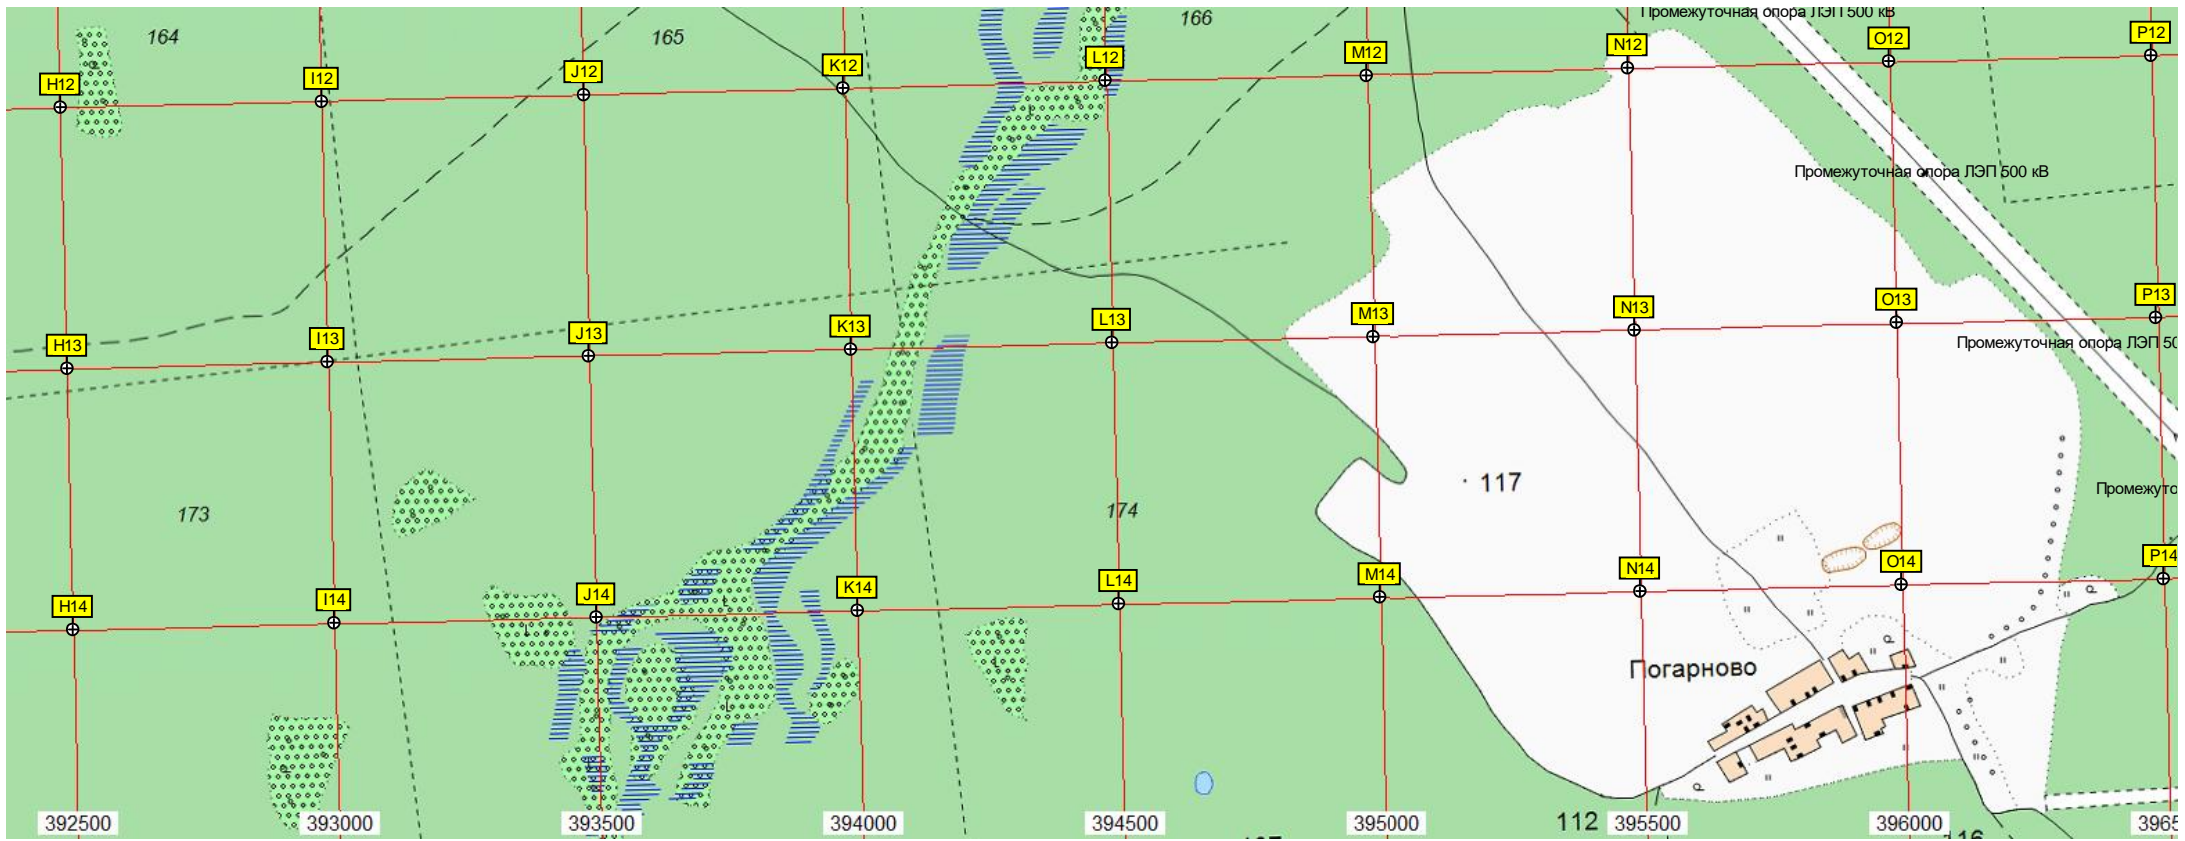 Промежуточная опора ЛЭП 500 кВ
164
165
166
H12
I12
J12
K12
L12
M12
N12
O12
P12
Промежуточная опора ЛЭП 500 кВ
H13
I13
J13
K13
L13
M13
N13
O13
P13
Промежуточная опора ЛЭП 50
173
174
117
Промежуто
H14
I14
J14
K14
L14
M14
N14
O14
P14
Погарново
392500
393000
393500
394000
394500
395000
112
395500
396000
3965